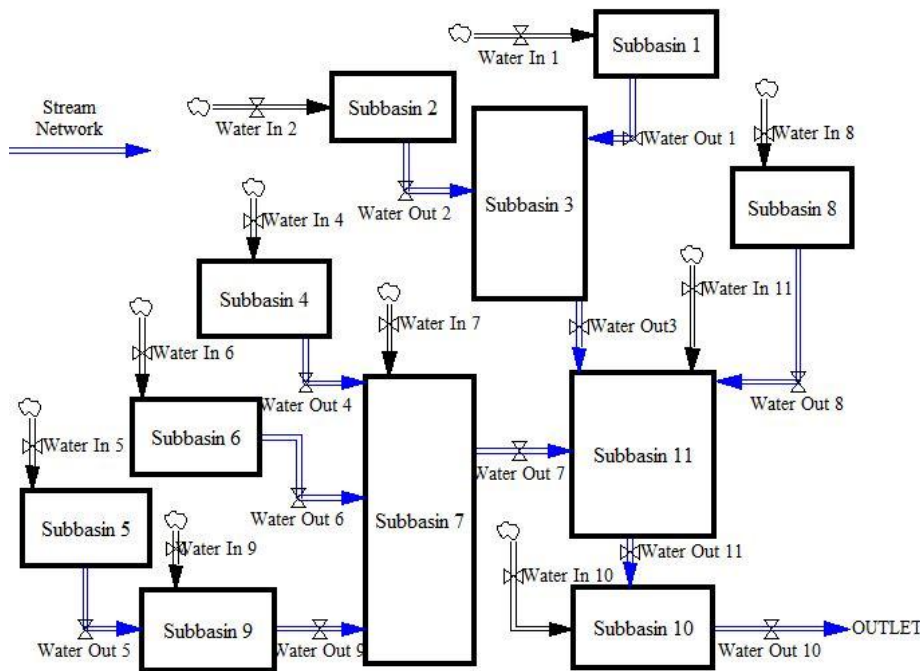 Subbasin 1
Water In 1
Stream
Network
Subbasin 2
Water In 2
Water Out 1
Water In 8
Water Out 2
Subbasin 3
Subbasin 8
Water In 4
Subbasin 4
Water In 11
Water In 7
Water Out3
Water In 6
Water Out 4
Water Out 8
Subbasin 6
Water In 5
Subbasin 11
Water Out 7
Water Out 6
Subbasin 7
Subbasin 5
Water In 9
Water Out 11
Water In 10
Subbasin 9
Subbasin 10
OUTLET
Water Out 5
Water Out 9
Water Out 10